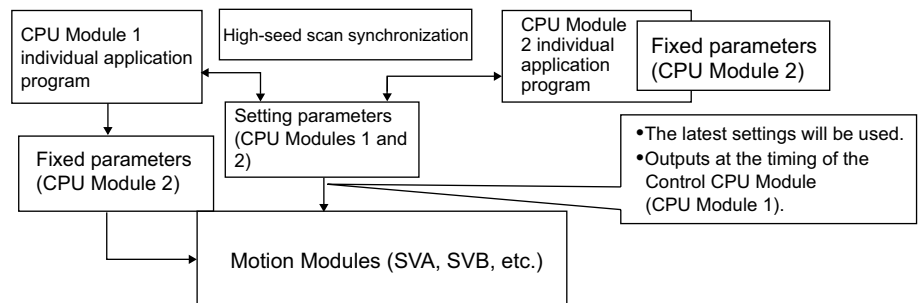 CPU Module 1
individual application
program
High-seed scan synchronization
CPU Module
2 individual
application
program
Fixed parameters
(CPU Module 2)
Setting parameters
(CPU Modules 1 and
2)
Fixed parameters
(CPU Module 2)
•The latest settings will be used.
•Outputs at the timing of the
Control CPU Module
(CPU Module 1).
Motion Modules (SVA, SVB, etc.)